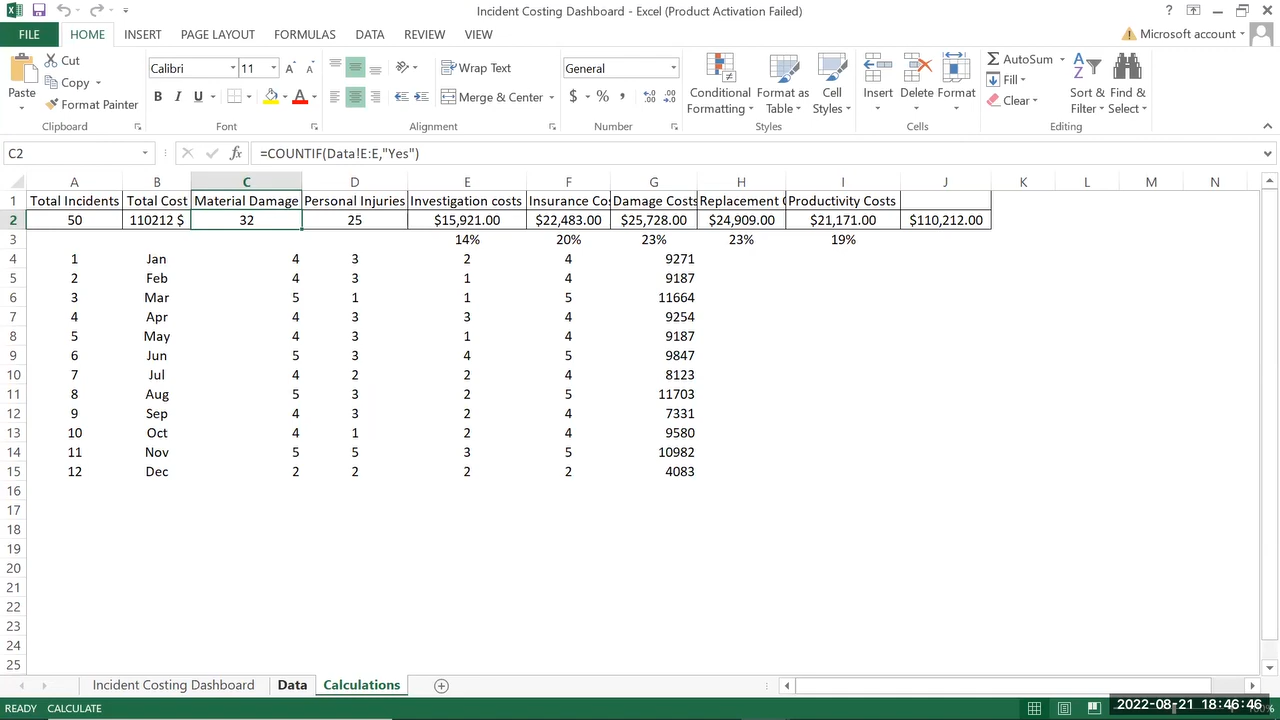 Incident Costing Dashboard - Excel (Product Activation Failed)
?
FILE HOME INSERT PAGE LAYOUT FORMULAS DATA REVIEW VIEW Microsoft account
Paste Cut Copy Format Painter Clipboard
Calibri 11 A A B I U A Font
Wrap Text Merge & Center Alignment
General $ % , .00 .0 Number
Conditional Formatting Format as Table Cell Styles Styles
Insert Delete Format Cells
AutoSum Fill Clear Sort & Filter Find & Select Editing
C2 fx =COUNTIF(Data!E:E,"Yes")
A B C D E F G H I J K L M N
1 Total Incidents Total Cost Material Damage Personal Injuries Investigation costs Insurance Cos Damage Costs Replacement C Productivity Costs
2 50 110212 $ 32 25 $15,921.00 $22,483.00 $25,728.00 $24,909.00 $21,171.00 $110,212.00
3 14% 20% 23% 23% 19%
4 1 Jan 4 3 2 4 9271
5 2 Feb 4 3 1 4 9187
6 3 Mar 5 1 1 5 11664
7 4 Apr 4 3 3 4 9254
8 5 May 4 3 1 4 9187
9 6 Jun 5 3 4 5 9847
10 7 Jul 4 2 2 4 8123
11 8 Aug 5 3 2 5 11703
12 9 Sep 4 3 2 4 7331
13 10 Oct 4 1 2 4 9580
14 11 Nov 5 5 3 5 10982
15 12 Dec 2 2 2 2 4083
16
17
18
19
20
21
22
23
24
25
Incident Costing Dashboard Data Calculations
READY CALCULATE 2022-08-21 18:46:46